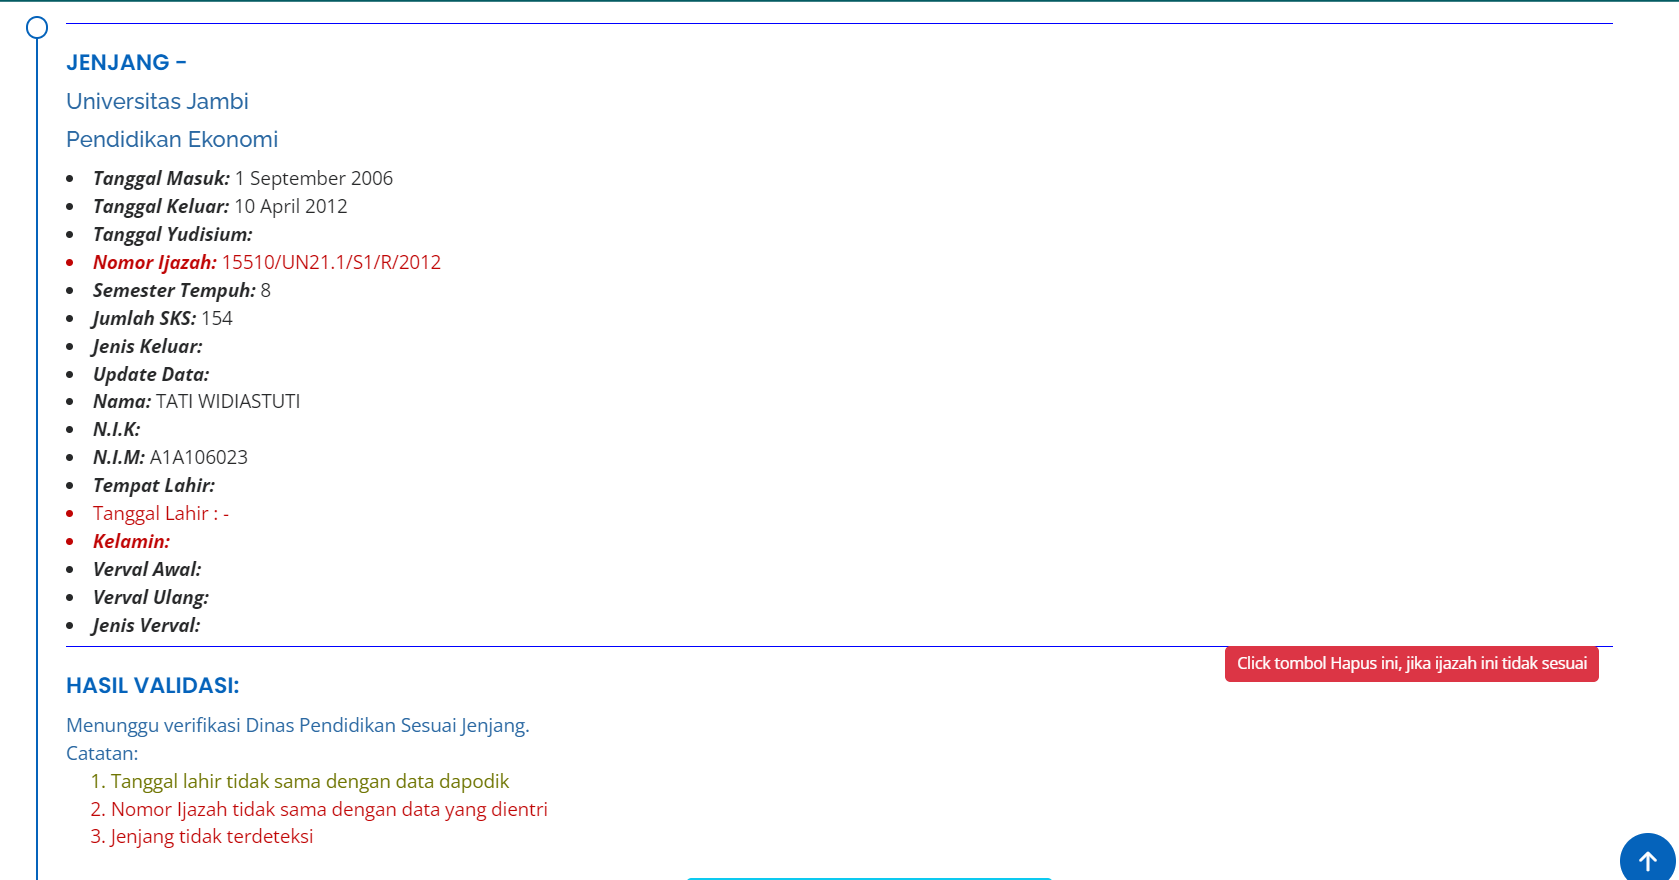 JENJANG -
Universitas Jambi
Pendidikan Ekonomi
Tanggal Masuk: 1 September 2006
Tanggal Keluar: 10 April 2012
Tanggal Yudisium:
Nomor Ijazah: 15510/UN21.1/S1/R/2012
Semester Tempuh: 8
Jumlah SKS: 154
Jenis Keluar:
Update Data:
Nama: TATI WIDIASTUTI
N.I.K:
N.I.M: A1A106023
Tempat Lahir:
Tanggal Lahir : -
Kelamin:
Verval Awal:
Verval Ulang:
Jenis Verval:
Click tombol Hapus ini, jika ijazah ini tidak sesuai
HASIL VALIDASI:
Menunggu verifikasi Dinas Pendidikan Sesuai Jenjang.
Catatan:
1. Tanggal lahir tidak sama dengan data dapodik
2. Nomor Ijazah tidak sama dengan data yang dientri
3. Jenjang tidak terdeteksi